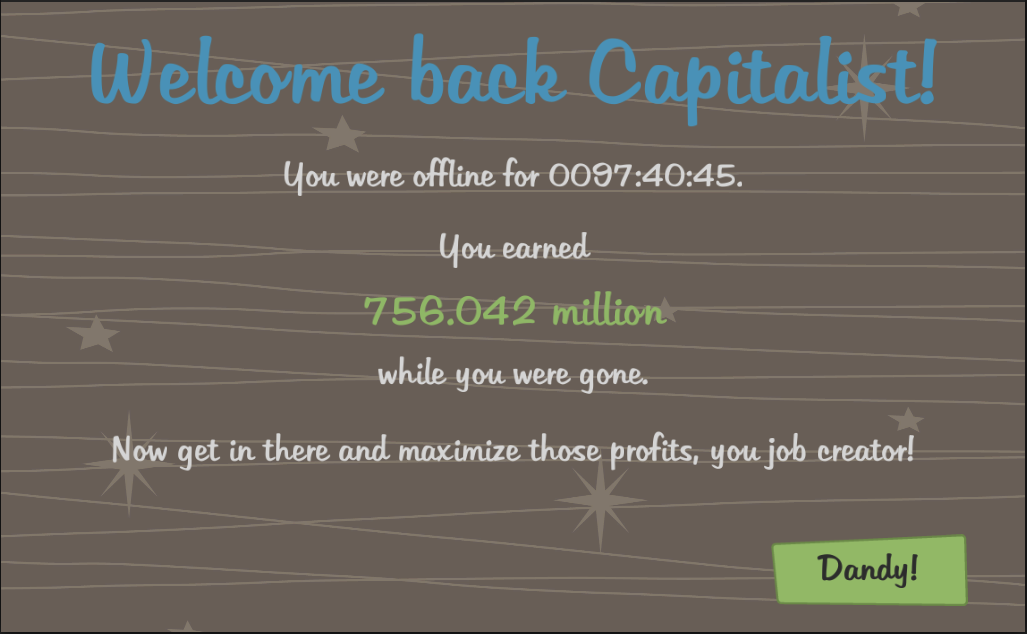 Welcome back Capitalist!
You were offline for 0097:40:45.
You earned
756.042 million
while you were gone.
Now get in there and maximize those profits, you job creator!
Dandy!